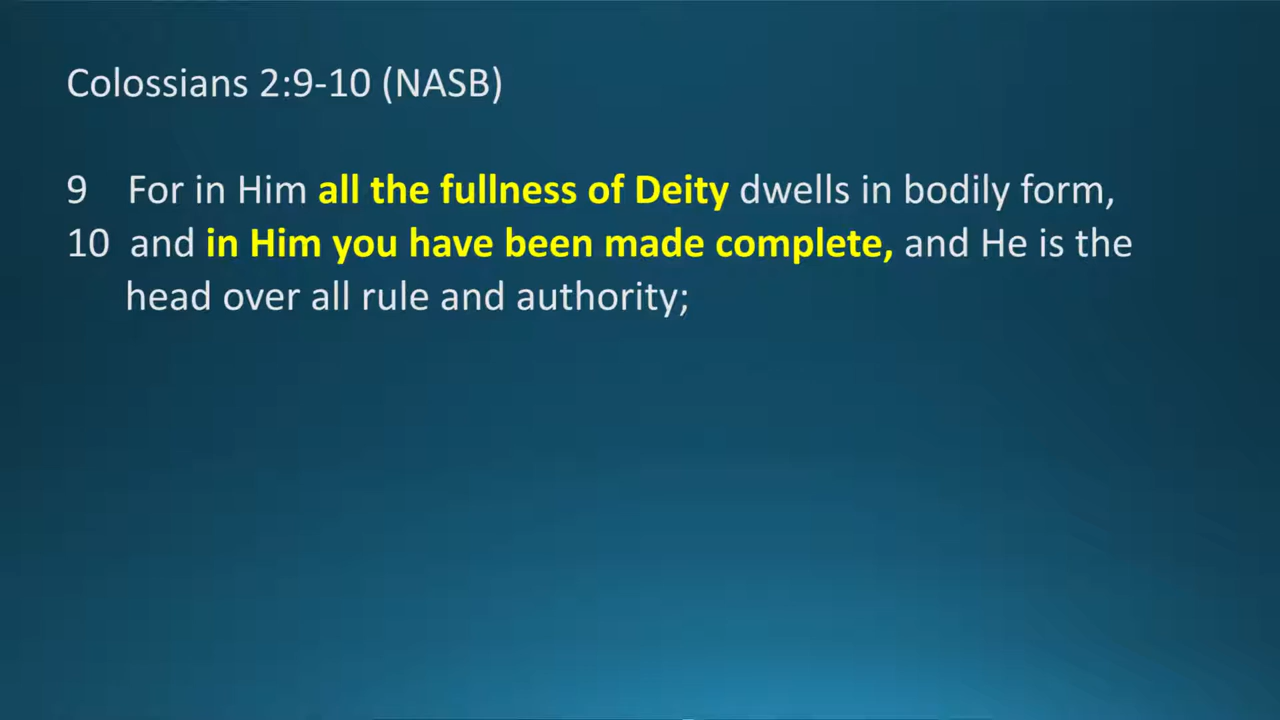 Colossians 2:9-10 (NASB)
9 For in Him all the fullness of Deity dwells in bodily form,
10 and in Him you have been made complete, and He is the
head over all rule and authority;